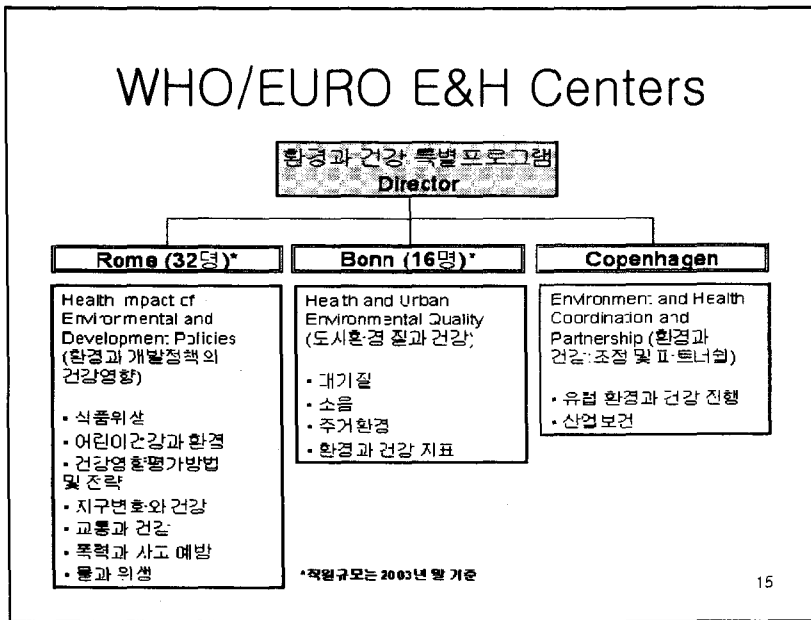 WHO/EURO E&H Centers
환경과 건강 특별프로그램
Director
Rome (32명)*
Health Impact of
Environmental and
Development Policies
(환경과 개발정책의
건강영향)
• 식품위생
• 어린이건강과 환경
• 건강영향평가방법
및 전략
• 지구변화와 건강
• 교통과 건강
• 폭력과 사고 예방
• 물과 위생
Bonn (16명)*
Health and Urban
Environmental Quality
(도시환경 질과 건강)
• 대기질
• 소음
• 주거환경
• 환경과 건강 지표
Copenhagen
Environment and Health
Coordination and
Partnership (환경과
건강:조정 및 파트너쉽)
• 유럽 환경과 건강 진행
• 산업보건
*직원규모는 2003년 말 기준
15